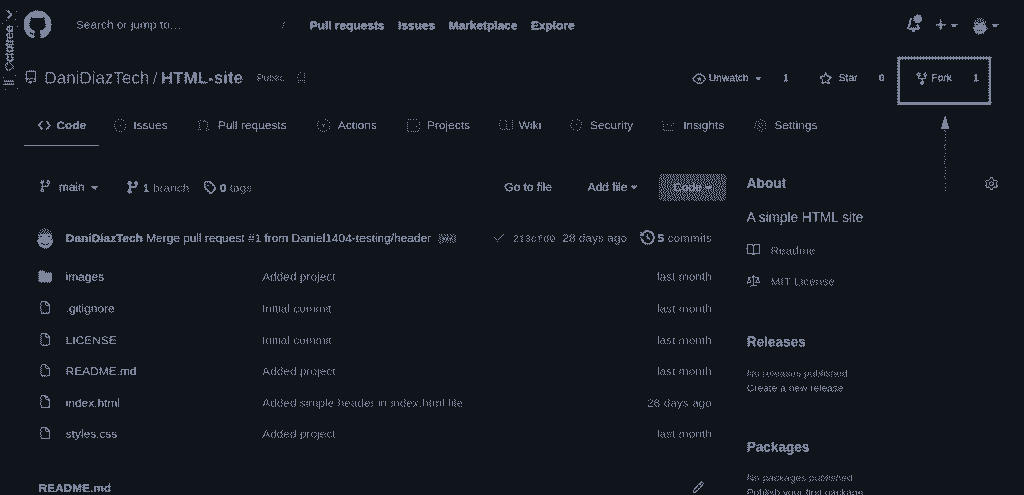 Octotree
Search or jump to… /
Pull requests Issues Marketplace Explore
DaniDiazTech / HTML-site Public
Unwatch 1 Star 0 Fork 1
Code Issues Pull requests Actions Projects Wiki Security Insights Settings
main 1 branch 0 tags Go to file Add file Code
DaniDiazTech Merge pull request #1 from Daniel1404-testing/header 28 days ago 5 commits
images Added project last month
.gitignore Initial commit last month
LICENSE Initial commit last month
README.md Added project last month
index.html Added simple header in index.html file 28 days ago
styles.css Added project last month
README.md
About
A simple HTML site
Readme
MIT License
Releases
No releases published
Create a new release
Packages
No packages published
Publish your first package